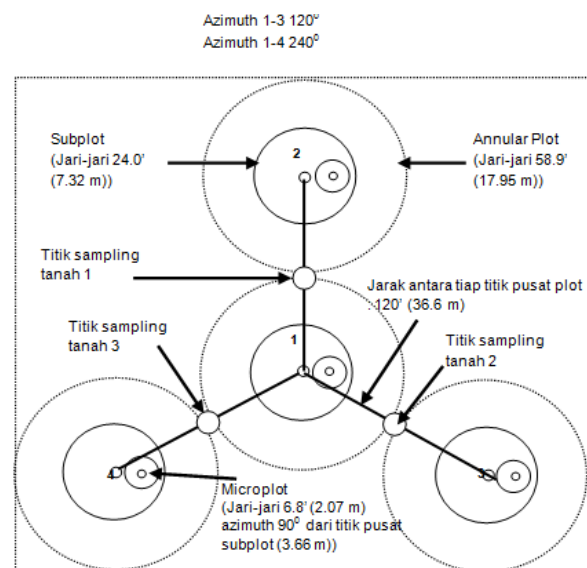 Azimuth 1-3 120⁰
Azimuth 1-4 240⁰
Subplot
(Jari-jari 24.0'
(7.32 m))
2
Annular Plot
(Jari-jari 58.9'
(17.95 m))
Titik sampling
tanah 1
Jarak antara tiap titik pusat plot
: 120' (36.6 m)
Titik sampling
tanah 3
1
Titik sampling
tanah 2
4
3
Microplot
(Jari-jari 6.8' (2.07 m)
azimuth 90⁰ dari titik pusat
subplot (3.66 m))